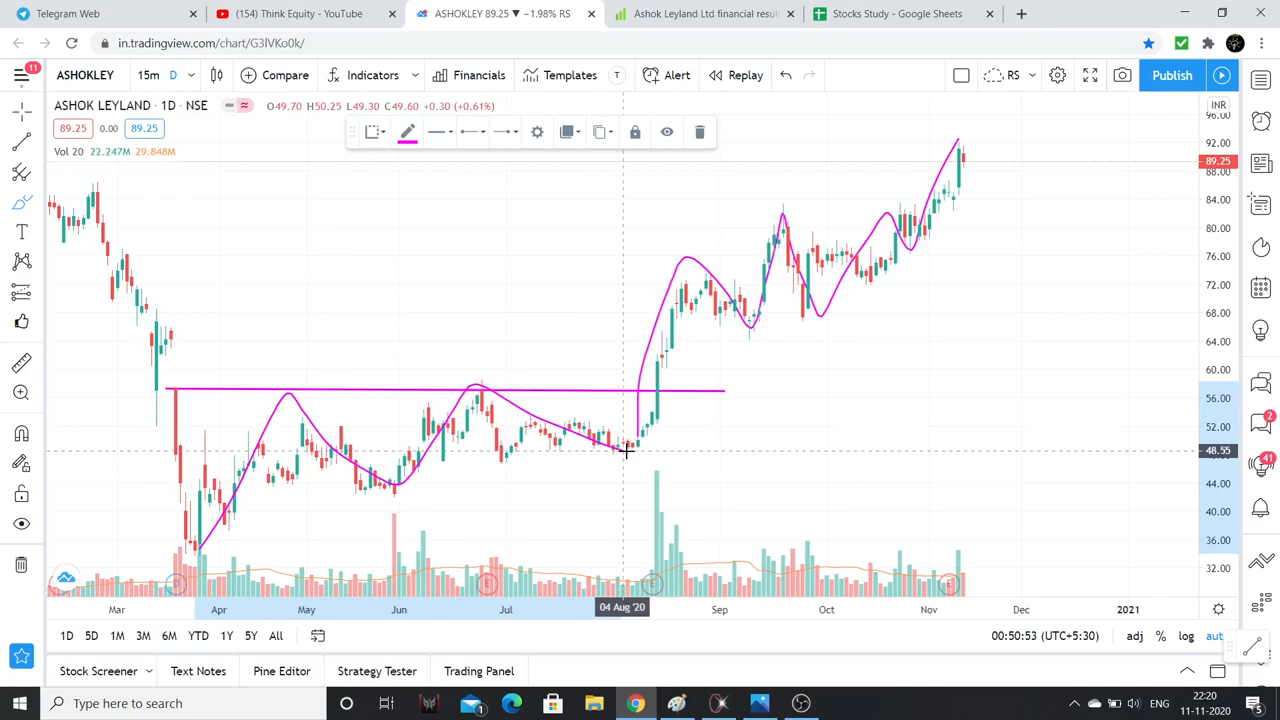 Telegram Web
(154) Think Equity - YouTube
ASHOKLEY 89.25 ▼ −1.98% RS
Ashok Leyland Ltd financial result
Stocks Study - Google Sheets
in.tradingview.com/chart/G3lVKo0k/
11
ASHOKLEY
15m D
Compare
Indicators
Financials
Templates
T
Alert
Replay
RS
Publish
ASHOK LEYLAND · 1D · NSE
O49.70 H50.25 L49.30 C49.60 +0.30 (+0.61%)
89.25 0.00 89.25
Vol 20 22.247M 29.848M
INR
96.00
92.00
89.25
88.00
84.00
80.00
76.00
72.00
68.00
64.00
60.00
56.00
52.00
48.55
44.00
40.00
36.00
32.00
2
41
E
E
E
Mar Apr May Jun Jul 04 Aug '20 Sep Oct Nov Dec 2021
1D 5D 1M 3M 6M YTD 1Y 5Y All
00:50:53 (UTC+5:30)
adj % log
Stock Screener
Text Notes
Pine Editor
Strategy Tester
Trading Panel
Type here to search
1
ENG
22:20
11-11-2020
5